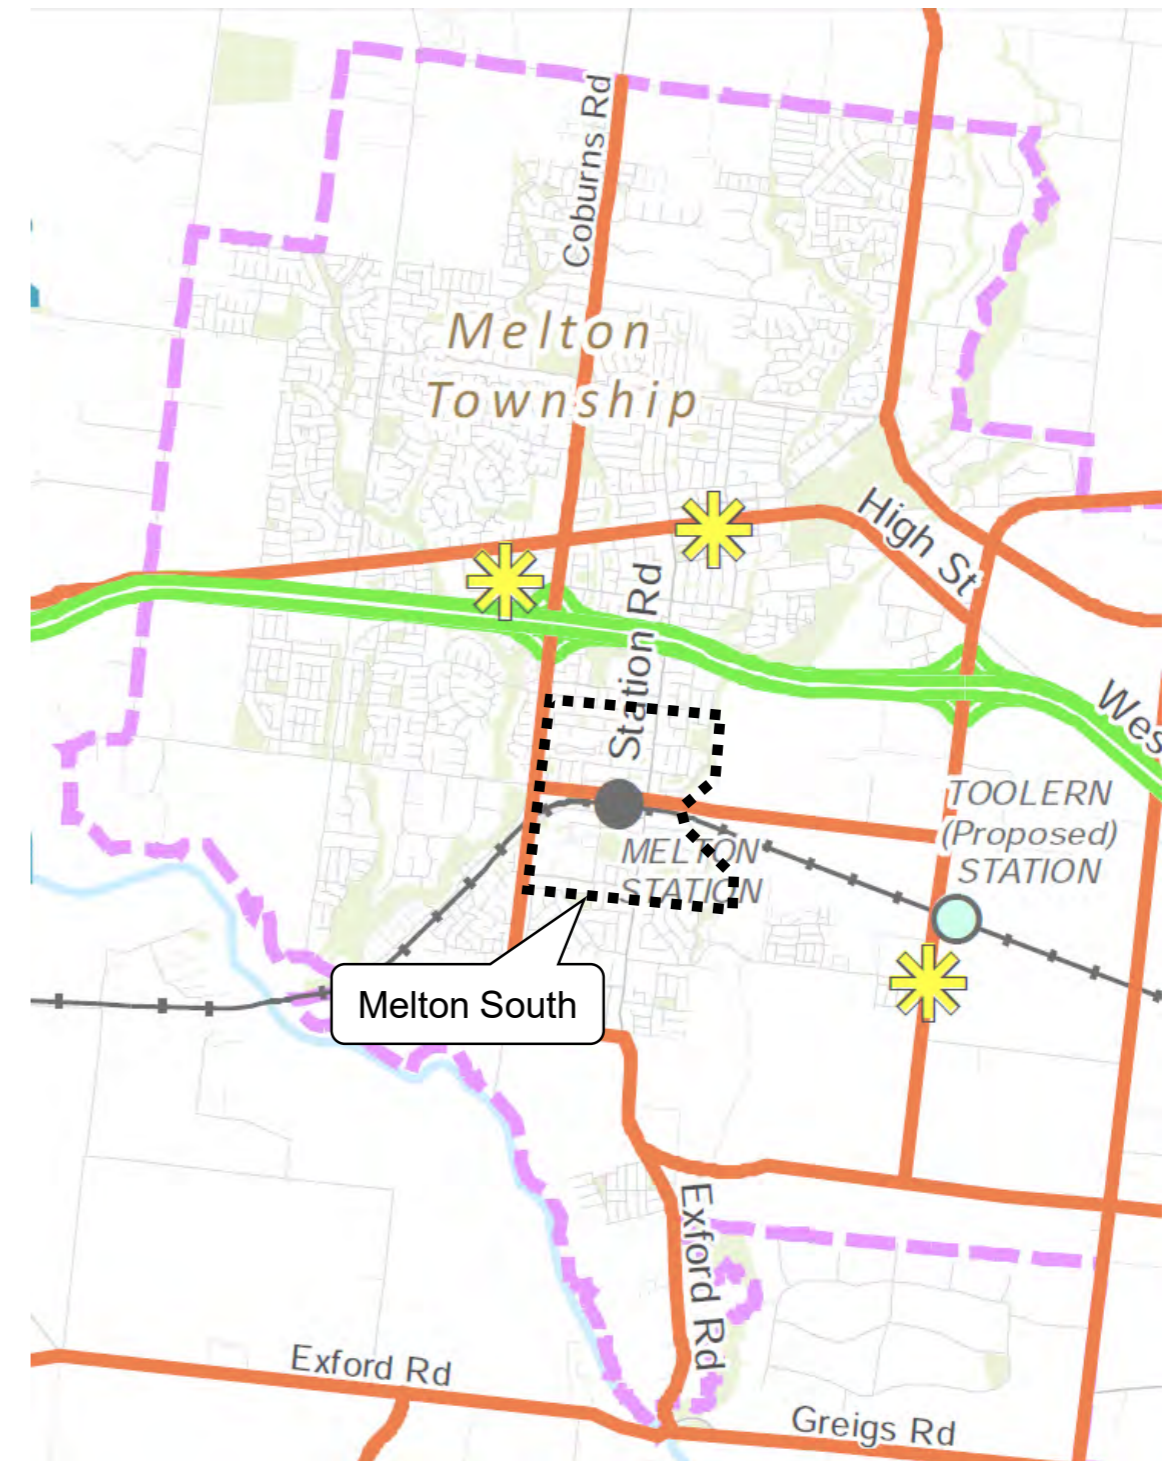 Coburns Rd
Melton
Township
High St
Station Rd
Wes
TOOLERN
(Proposed)
STATION
MELTON
STATION
Melton South
Exford Rd
Exford Rd
Greigs Rd